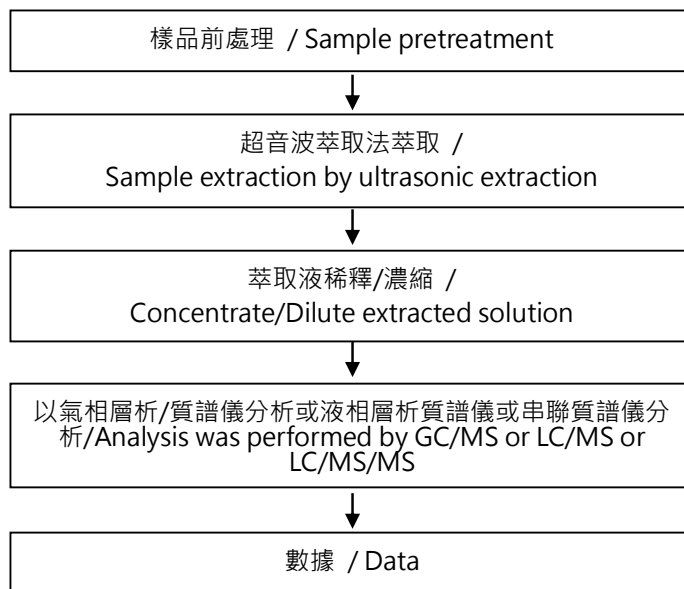 樣品前處理 / Sample pretreatment
超音波萃取法萃取 /
Sample extraction by ultrasonic extraction
萃取液稀釋/濃縮 /
Concentrate/Dilute extracted solution
以氣相層析/質譜儀分析或液相層析質譜儀或串聯質譜儀分
析/Analysis was performed by GC/MS or LC/MS or
LC/MS/MS
數據 / Data